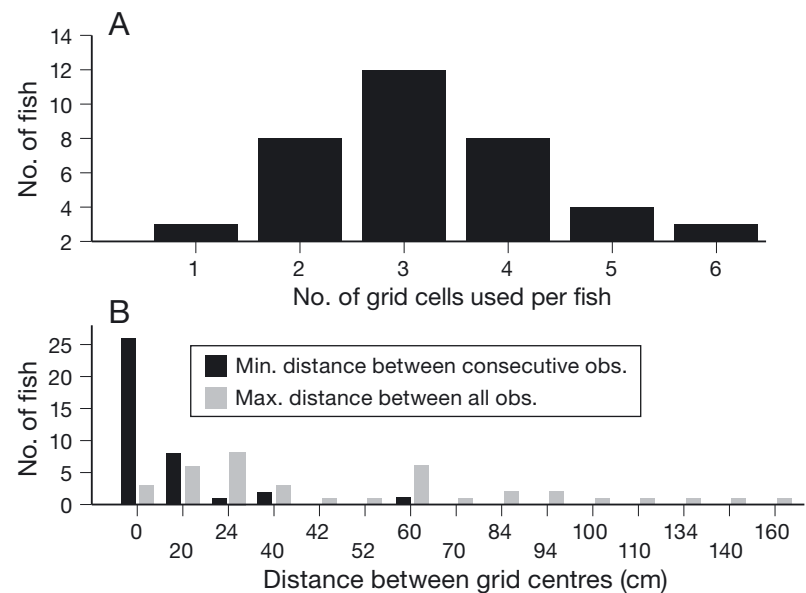 A
14
12
10
8
6
4
2
No. of fish
1 2 3 4 5 6
No. of grid cells used per fish
B
25
20
15
10
5
0
No. of fish
Min. distance between consecutive obs.
Max. distance between all obs.
0 24 42 60 84 100 134 160
20 40 52 70 94 110 140
Distance between grid centres (cm)